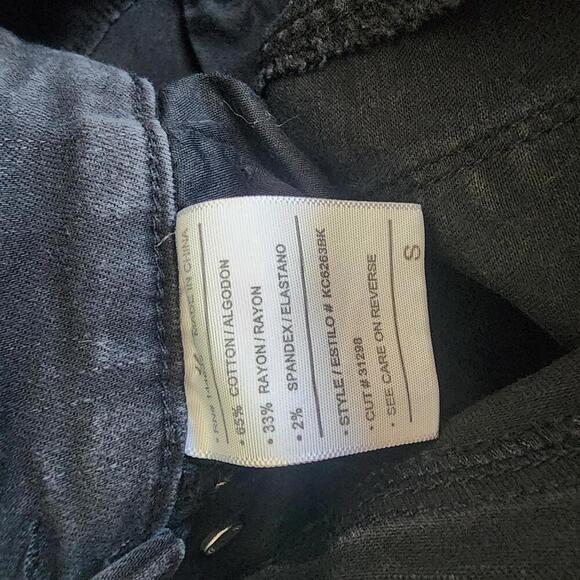 MADE IN CHINA
• 65% COTTON / ALGODON
• 33% RAYON / RAYON
• 2% SPANDEX / ELASTANO
• STYLE / ESTILO # KC6263BK
• CUT # 31298
• SEE CARE ON REVERSE
S